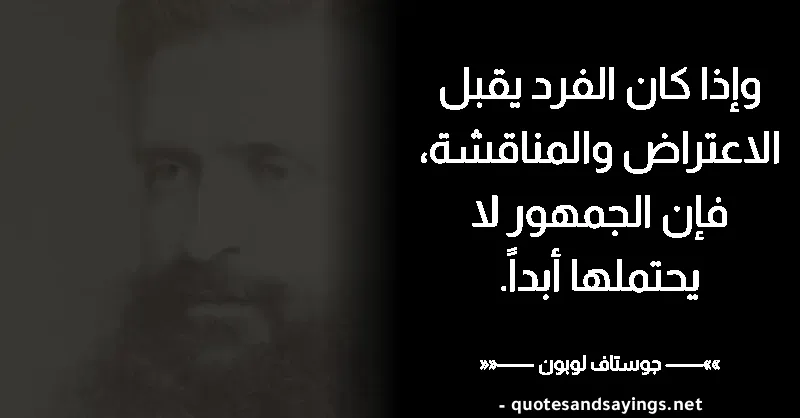 وإذا كان الفرد يقبل
الاعتراض والمناقشة،
فإن الجمهور لا
يحتملها أبداً.
»»—— جوستاف لوبون ——««
- quotesandsayings.net